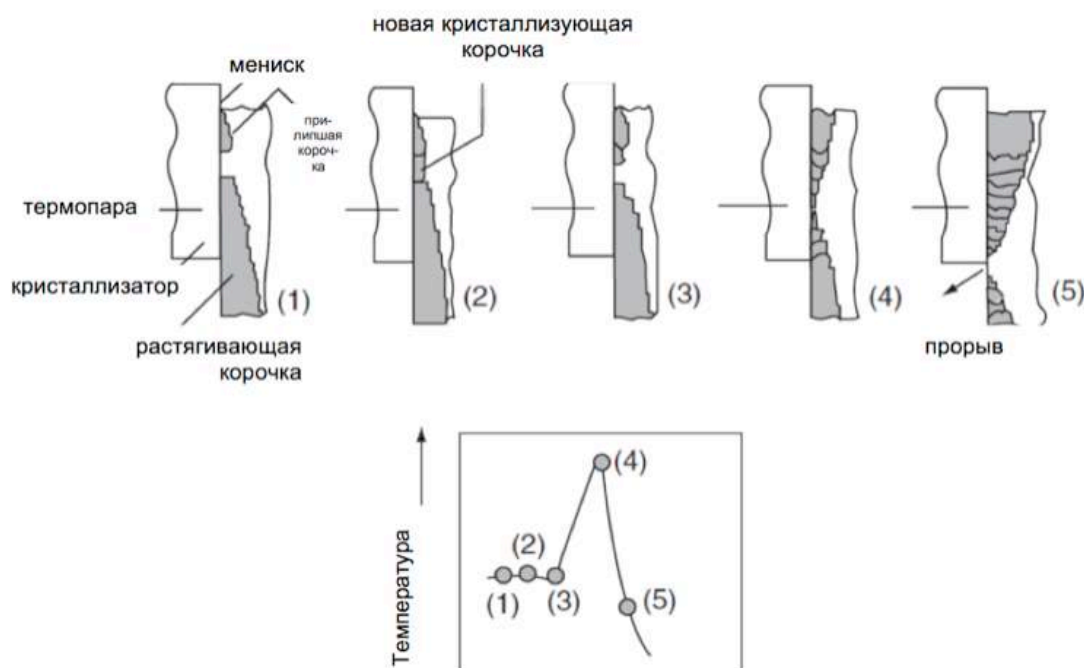 новая кристаллизующая
корочка
мениск
при-
липшая
короч-
ка
термопара
кристаллизатор
(1)
(2)
(3)
(4)
(5)
растягивающая
корочка
прорыв
Температура
(4)
(2)
(1)
(3)
(5)